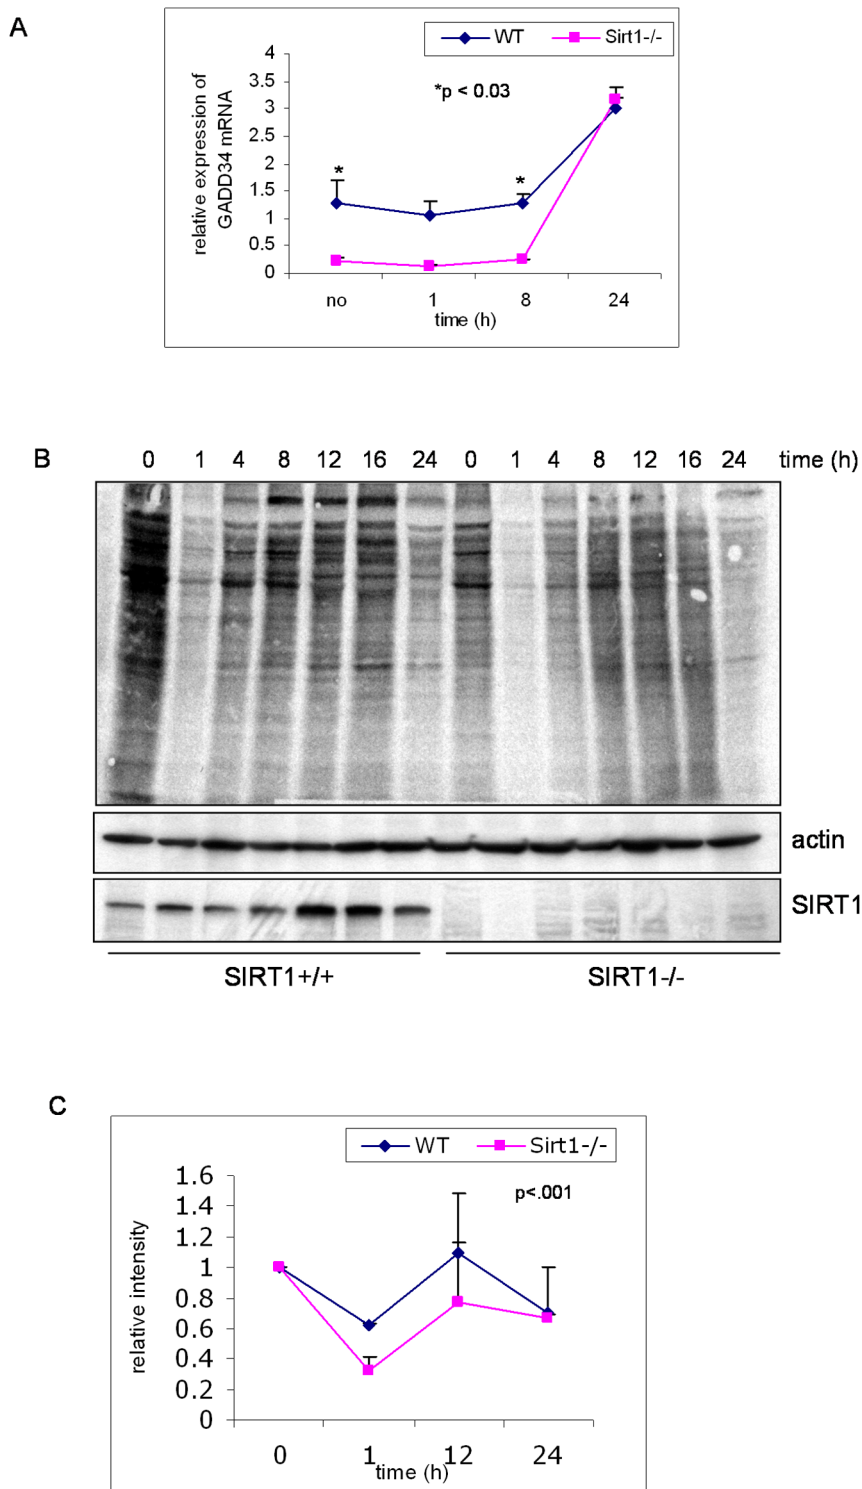 A
WT Sirt1-/-
*p < 0.03
relative expression of
GADD34 mRNA
4
3.5
3
2.5
2
1.5
1
0.5
0
*
*
no 1 8 24
time (h)
B
0 1 4 8 12 16 24 0 1 4 8 12 16 24 time (h)
actin
SIRT1
SIRT1+/+ SIRT1-/-
C
WT Sirt1-/-
p<.001
relative intensity
1.6
1.4
1.2
1
0.8
0.6
0.4
0.2
0
0 1 12 24
time (h)